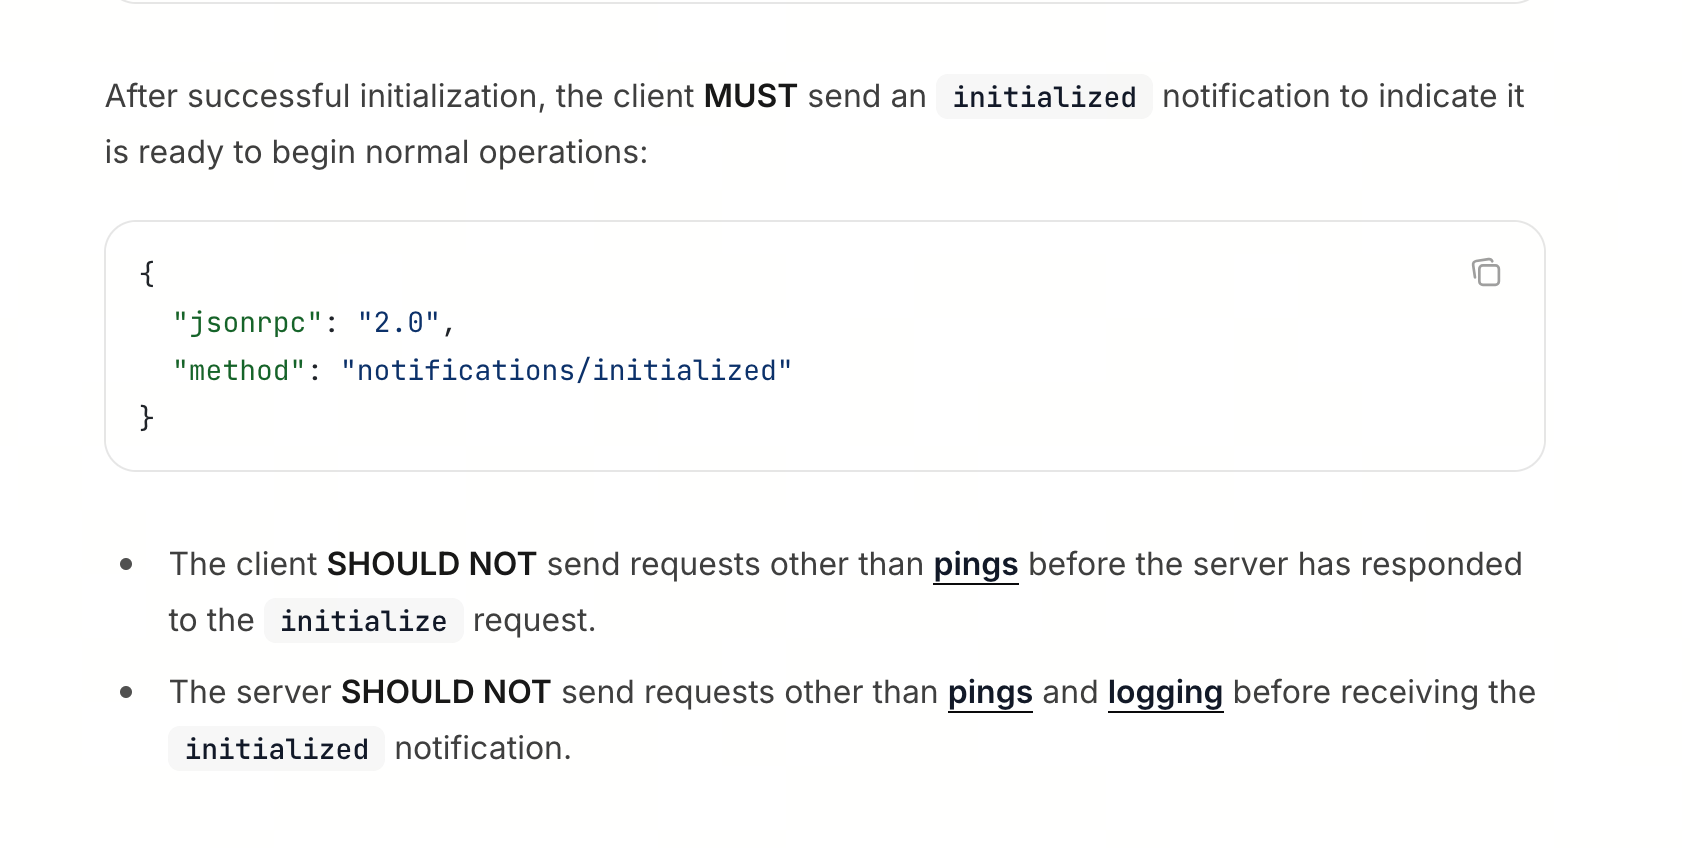 After successful initialization, the client MUST send an initialized notification to indicate it
is ready to begin normal operations:
{
  "jsonrpc": "2.0",
  "method": "notifications/initialized"
}
• The client SHOULD NOT send requests other than pings before the server has responded
to the initialize request.
• The server SHOULD NOT send requests other than pings and logging before receiving the
initialized notification.